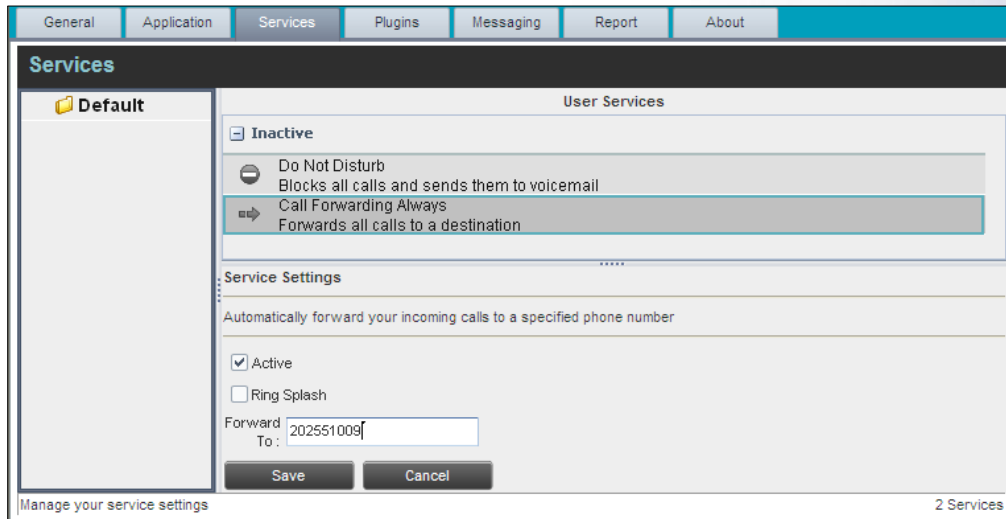 General Application Services Plugins Messaging Report About
Services
Default
User Services
Inactive
Do Not Disturb
Blocks all calls and sends them to voicemail
Call Forwarding Always
Forwards all calls to a destination
Service Settings
Automatically forward your incoming calls to a specified phone number
Active
Ring Splash
Forward
To :
202551009
Save Cancel
Manage your service settings 2 Services